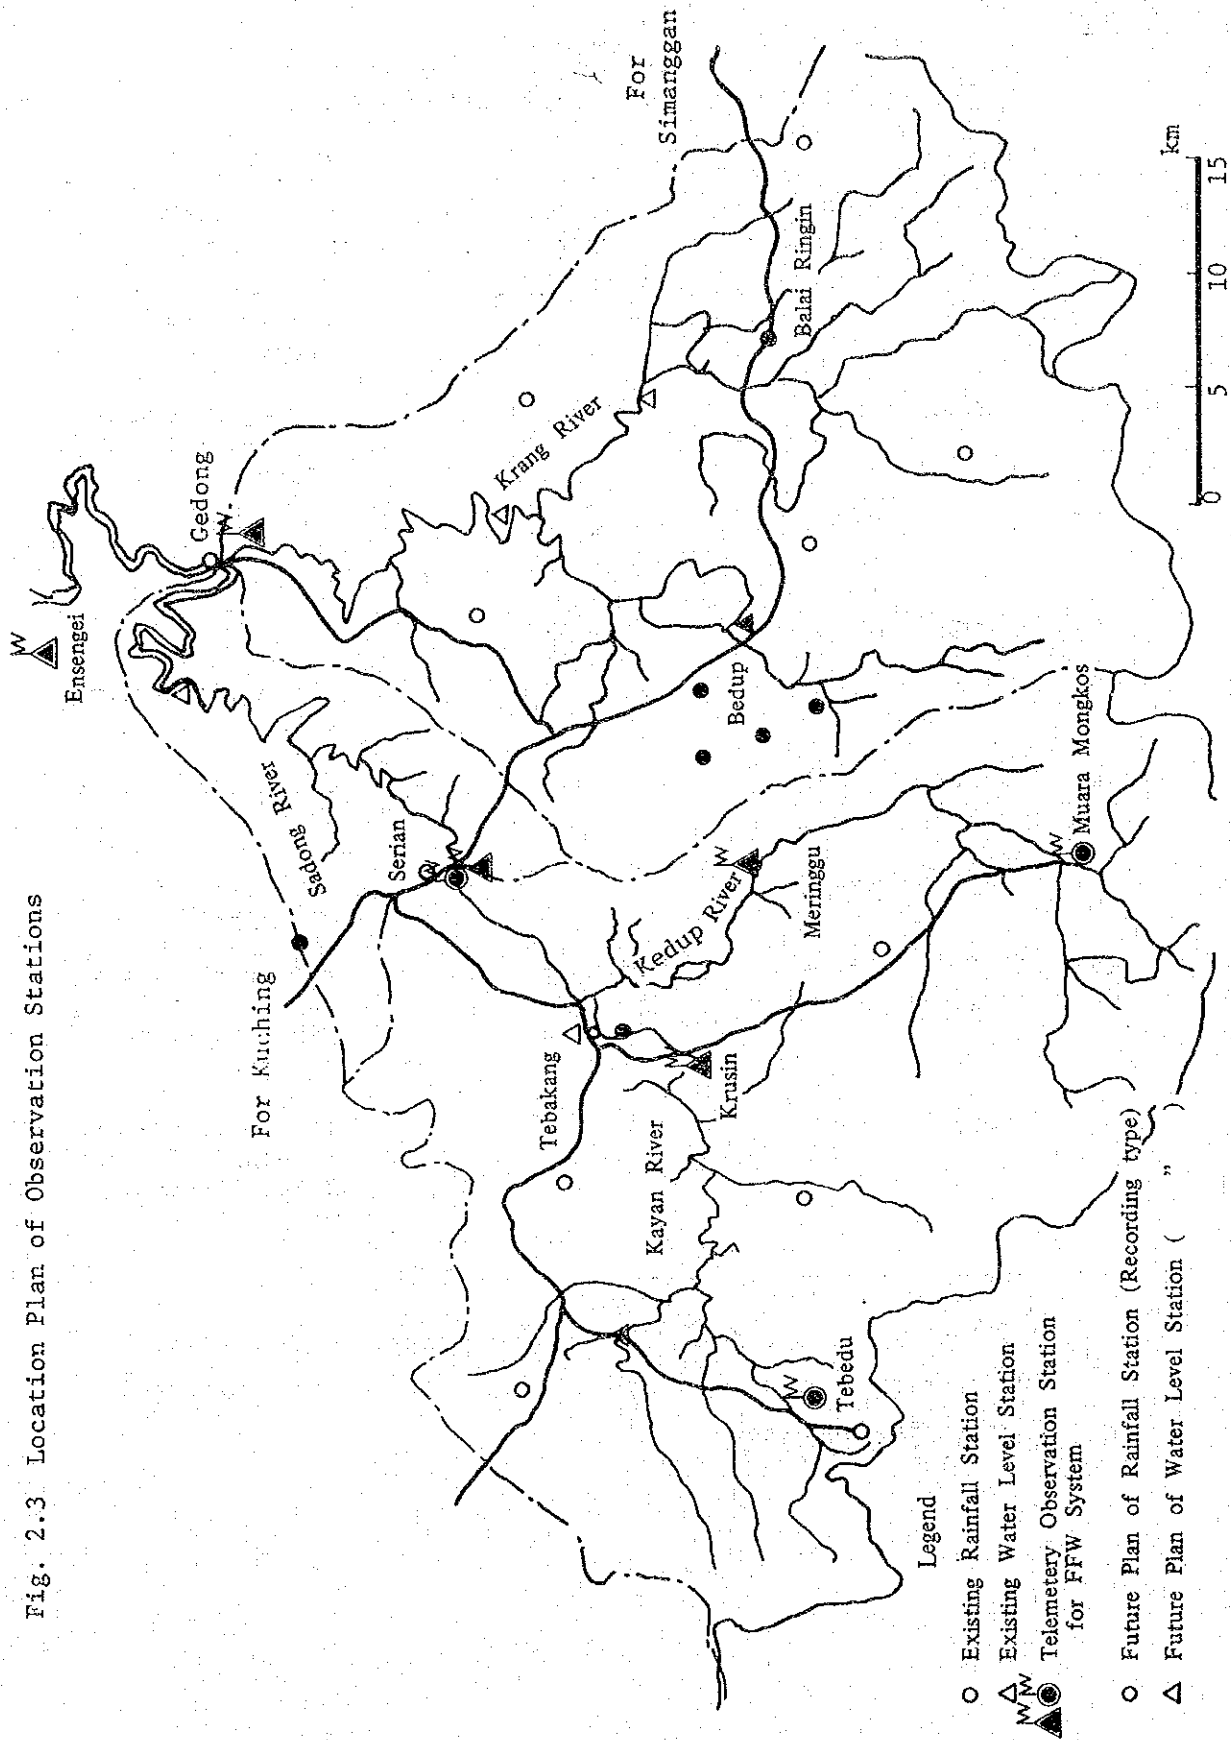 Fig. 2.3 Location Plan of Observation Stations
Ensengei
Gedong
For
Simanggan
For Kuching
Sadong River
Serian
Krang River
Balai Ringin
Bedup
Tebakang
Kedup River
Meringgu
Krusin
Kayan River
Muara Mongkos
Tebedu
Legend
Existing Rainfall Station
Existing Water Level Station
Telemetery Observation Station
for FFW System
Future Plan of Rainfall Station (Recording type)
Future Plan of Water Level Station ( " )
0 5 10 15
km